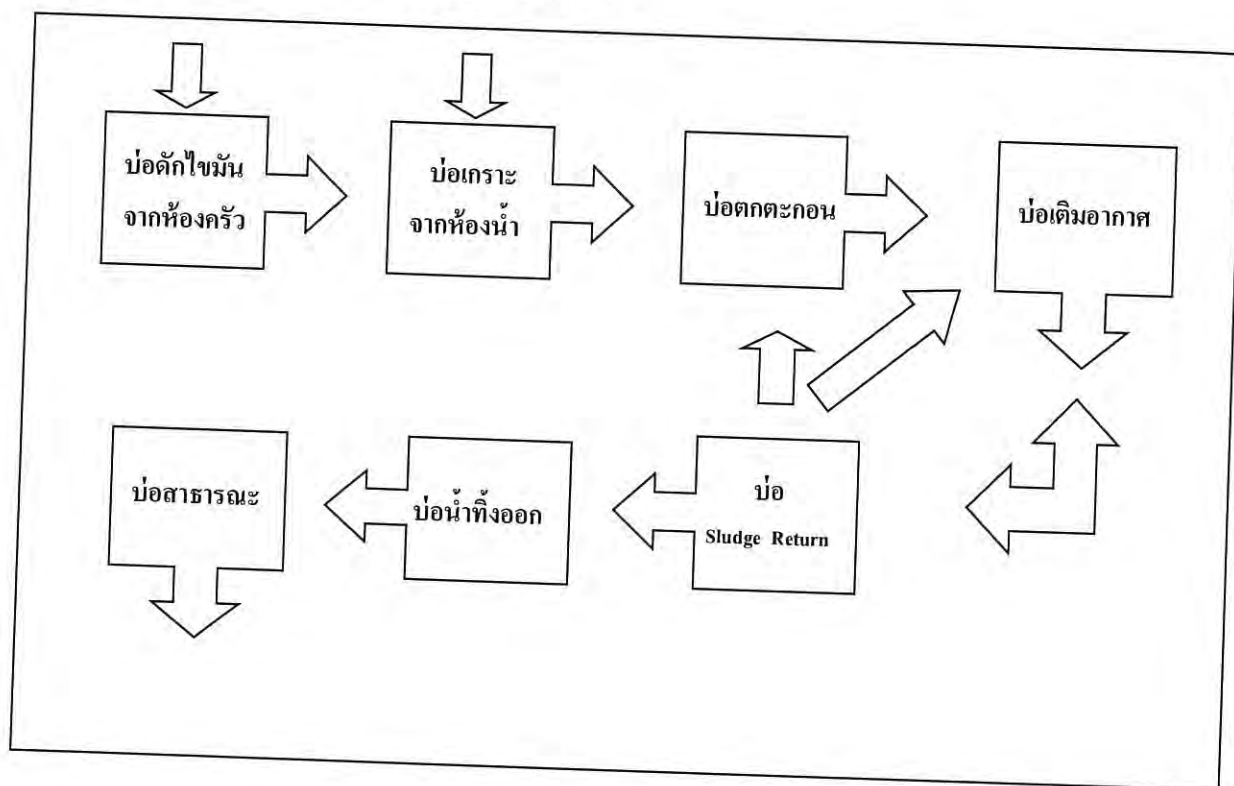 บ่อดักไขมัน
จากห้องครัว
บ่อเกราะ
จากห้องน้ำ
บ่อตกตะกอน
บ่อเติมอากาศ
บ่อสาธารณะ
บ่อน้ำทิ้งออก
บ่อ
Sludge Return